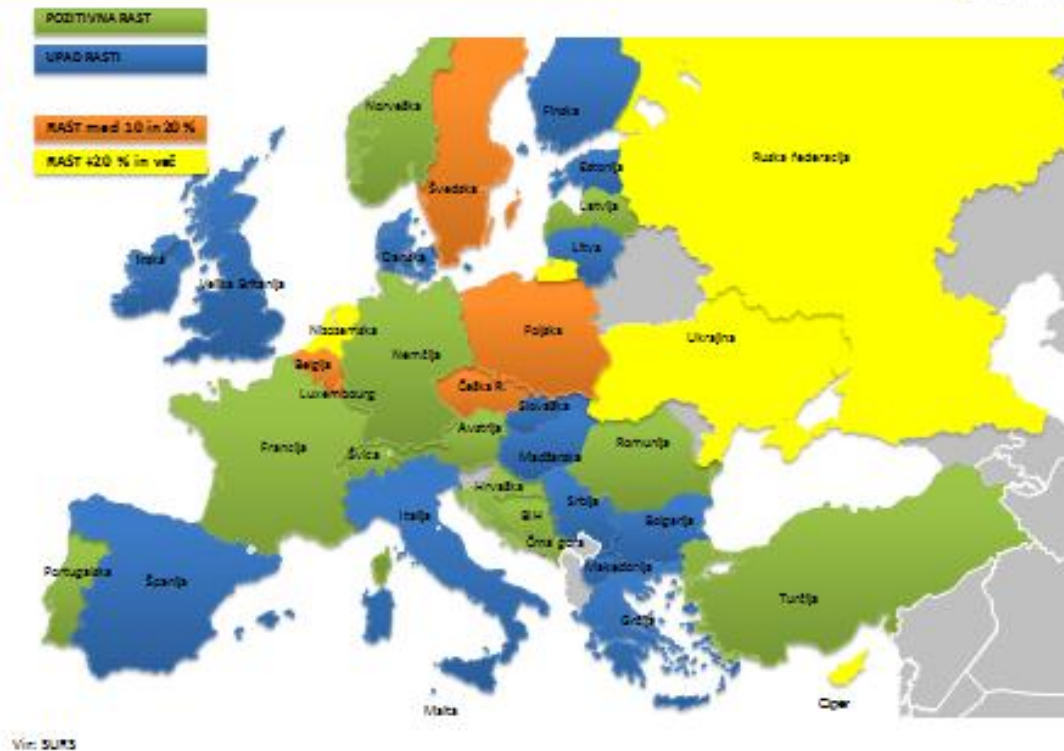 POZITIVNA RAST
UPAD RASTI
RAST med 10 in 20 %
RAST +20 % in več
Norveška
Finska
Ruska federacija
Švedska
Estonija
Latvija
Litva
Irska
Danska
Velika Britanija
Nizozemska
Poljska
Ukrajina
Nemčija
Belgija
Luxembourg
Češka R.
Slovaška
Avstrija
Francija
Švica
Romunija
Madžarska
Hrvaška
Srbija
Italija
BIH
Bolgarija
Črna gora
Makedonija
Portugalska
Španija
Turčija
Grčija
Ciper
Malta
Vir: SURS